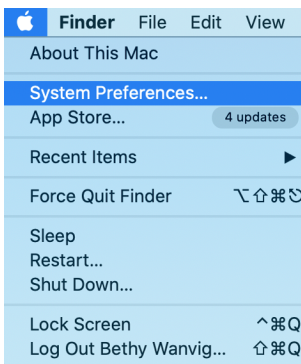 Finder File Edit View
About This Mac
System Preferences...
App Store... 4 updates
Recent Items ▶
Force Quit Finder ⌥⇧⌘⎋
Sleep
Restart...
Shut Down...
Lock Screen ^⌘Q
Log Out Bethy Wanvig... ⇧⌘Q